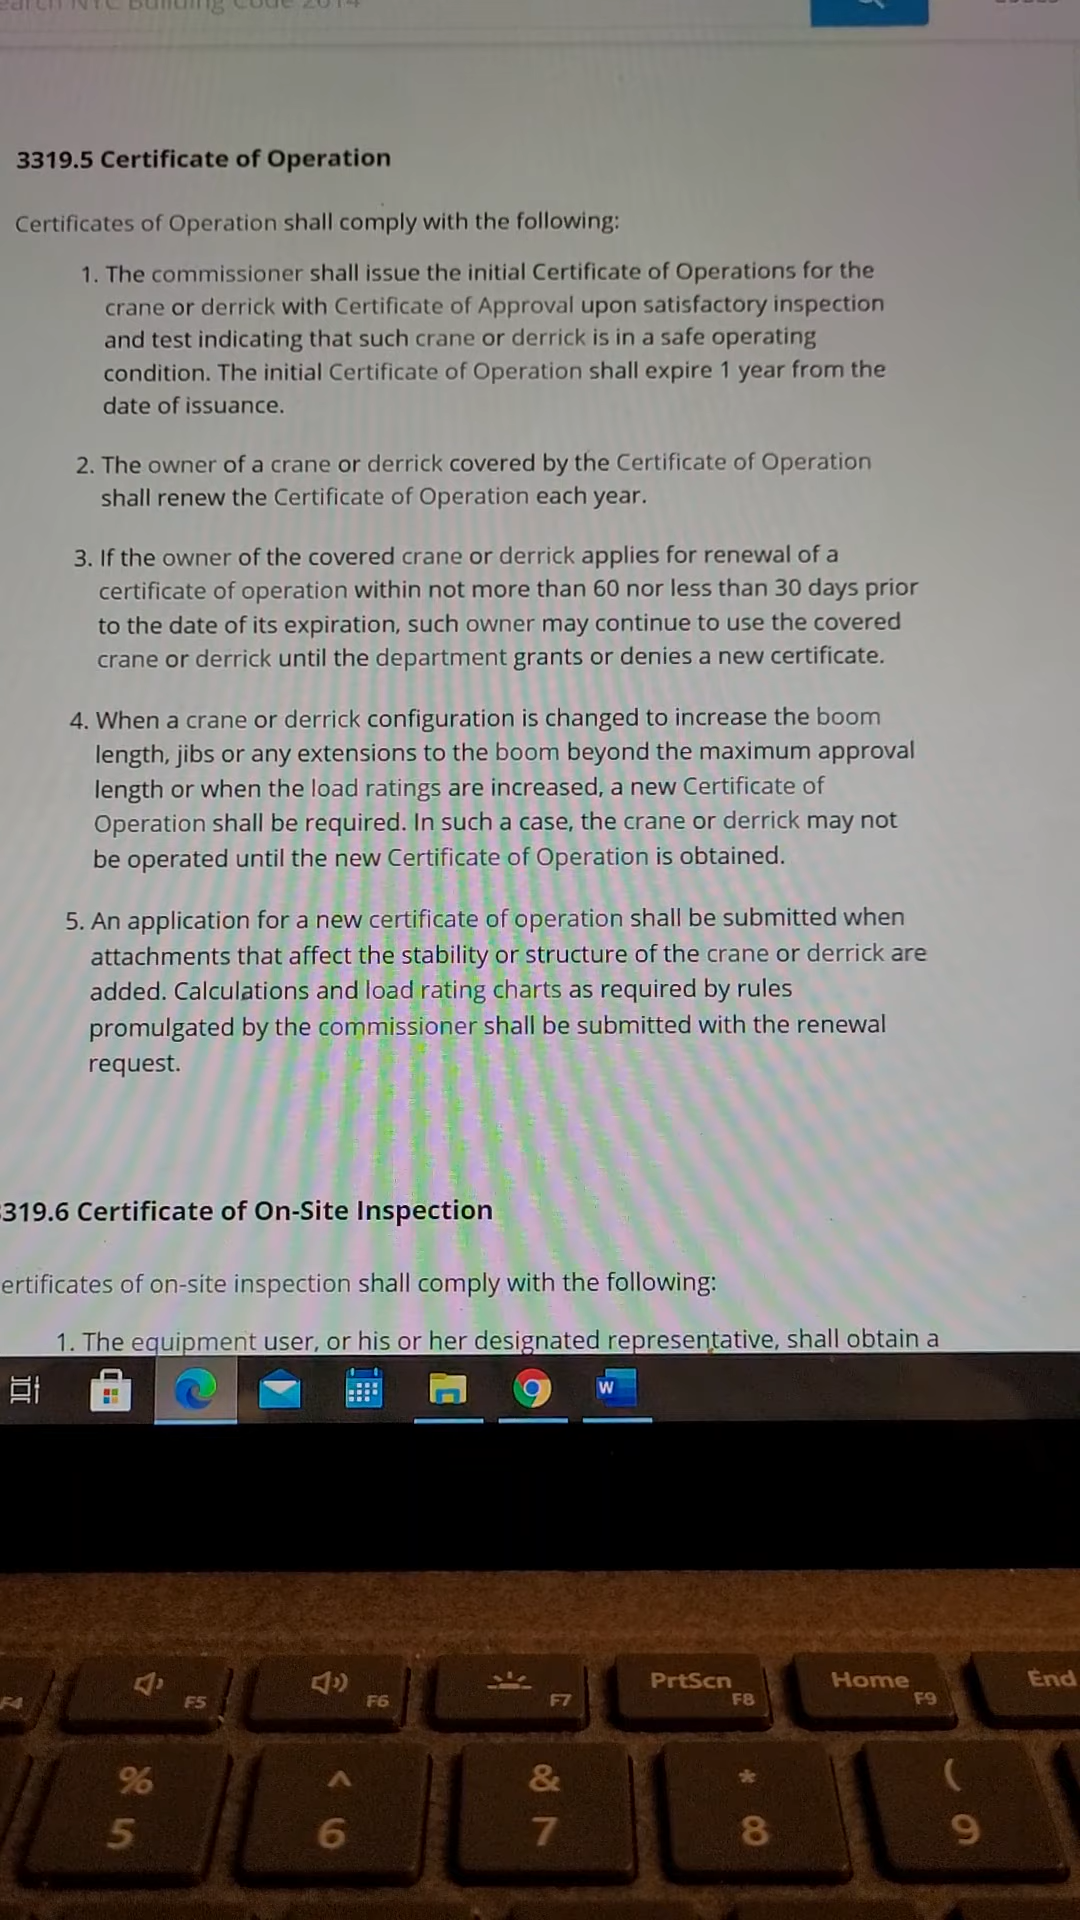 NYC Building Code 2014
3319.5 Certificate of Operation
Certificates of Operation shall comply with the following:
1. The commissioner shall issue the initial Certificate of Operations for the
crane or derrick with Certificate of Approval upon satisfactory inspection
and test indicating that such crane or derrick is in a safe operating
condition. The initial Certificate of Operation shall expire 1 year from the
date of issuance.
2. The owner of a crane or derrick covered by the Certificate of Operation
shall renew the Certificate of Operation each year.
3. If the owner of the covered crane or derrick applies for renewal of a
certificate of operation within not more than 60 nor less than 30 days prior
to the date of its expiration, such owner may continue to use the covered
crane or derrick until the department grants or denies a new certificate.
4. When a crane or derrick configuration is changed to increase the boom
length, jibs or any extensions to the boom beyond the maximum approval
length or when the load ratings are increased, a new Certificate of
Operation shall be required. In such a case, the crane or derrick may not
be operated until the new Certificate of Operation is obtained.
5. An application for a new certificate of operation shall be submitted when
attachments that affect the stability or structure of the crane or derrick are
added. Calculations and load rating charts as required by rules
promulgated by the commissioner shall be submitted with the renewal
request.
319.6 Certificate of On-Site Inspection
ertificates of on-site inspection shall comply with the following:
1. The equipment user, or his or her designated representative, shall obtain a
W
F4 F5 F6 F7 PrtScn F8 Home F9 End
% ^ & * (
5 6 7 8 9